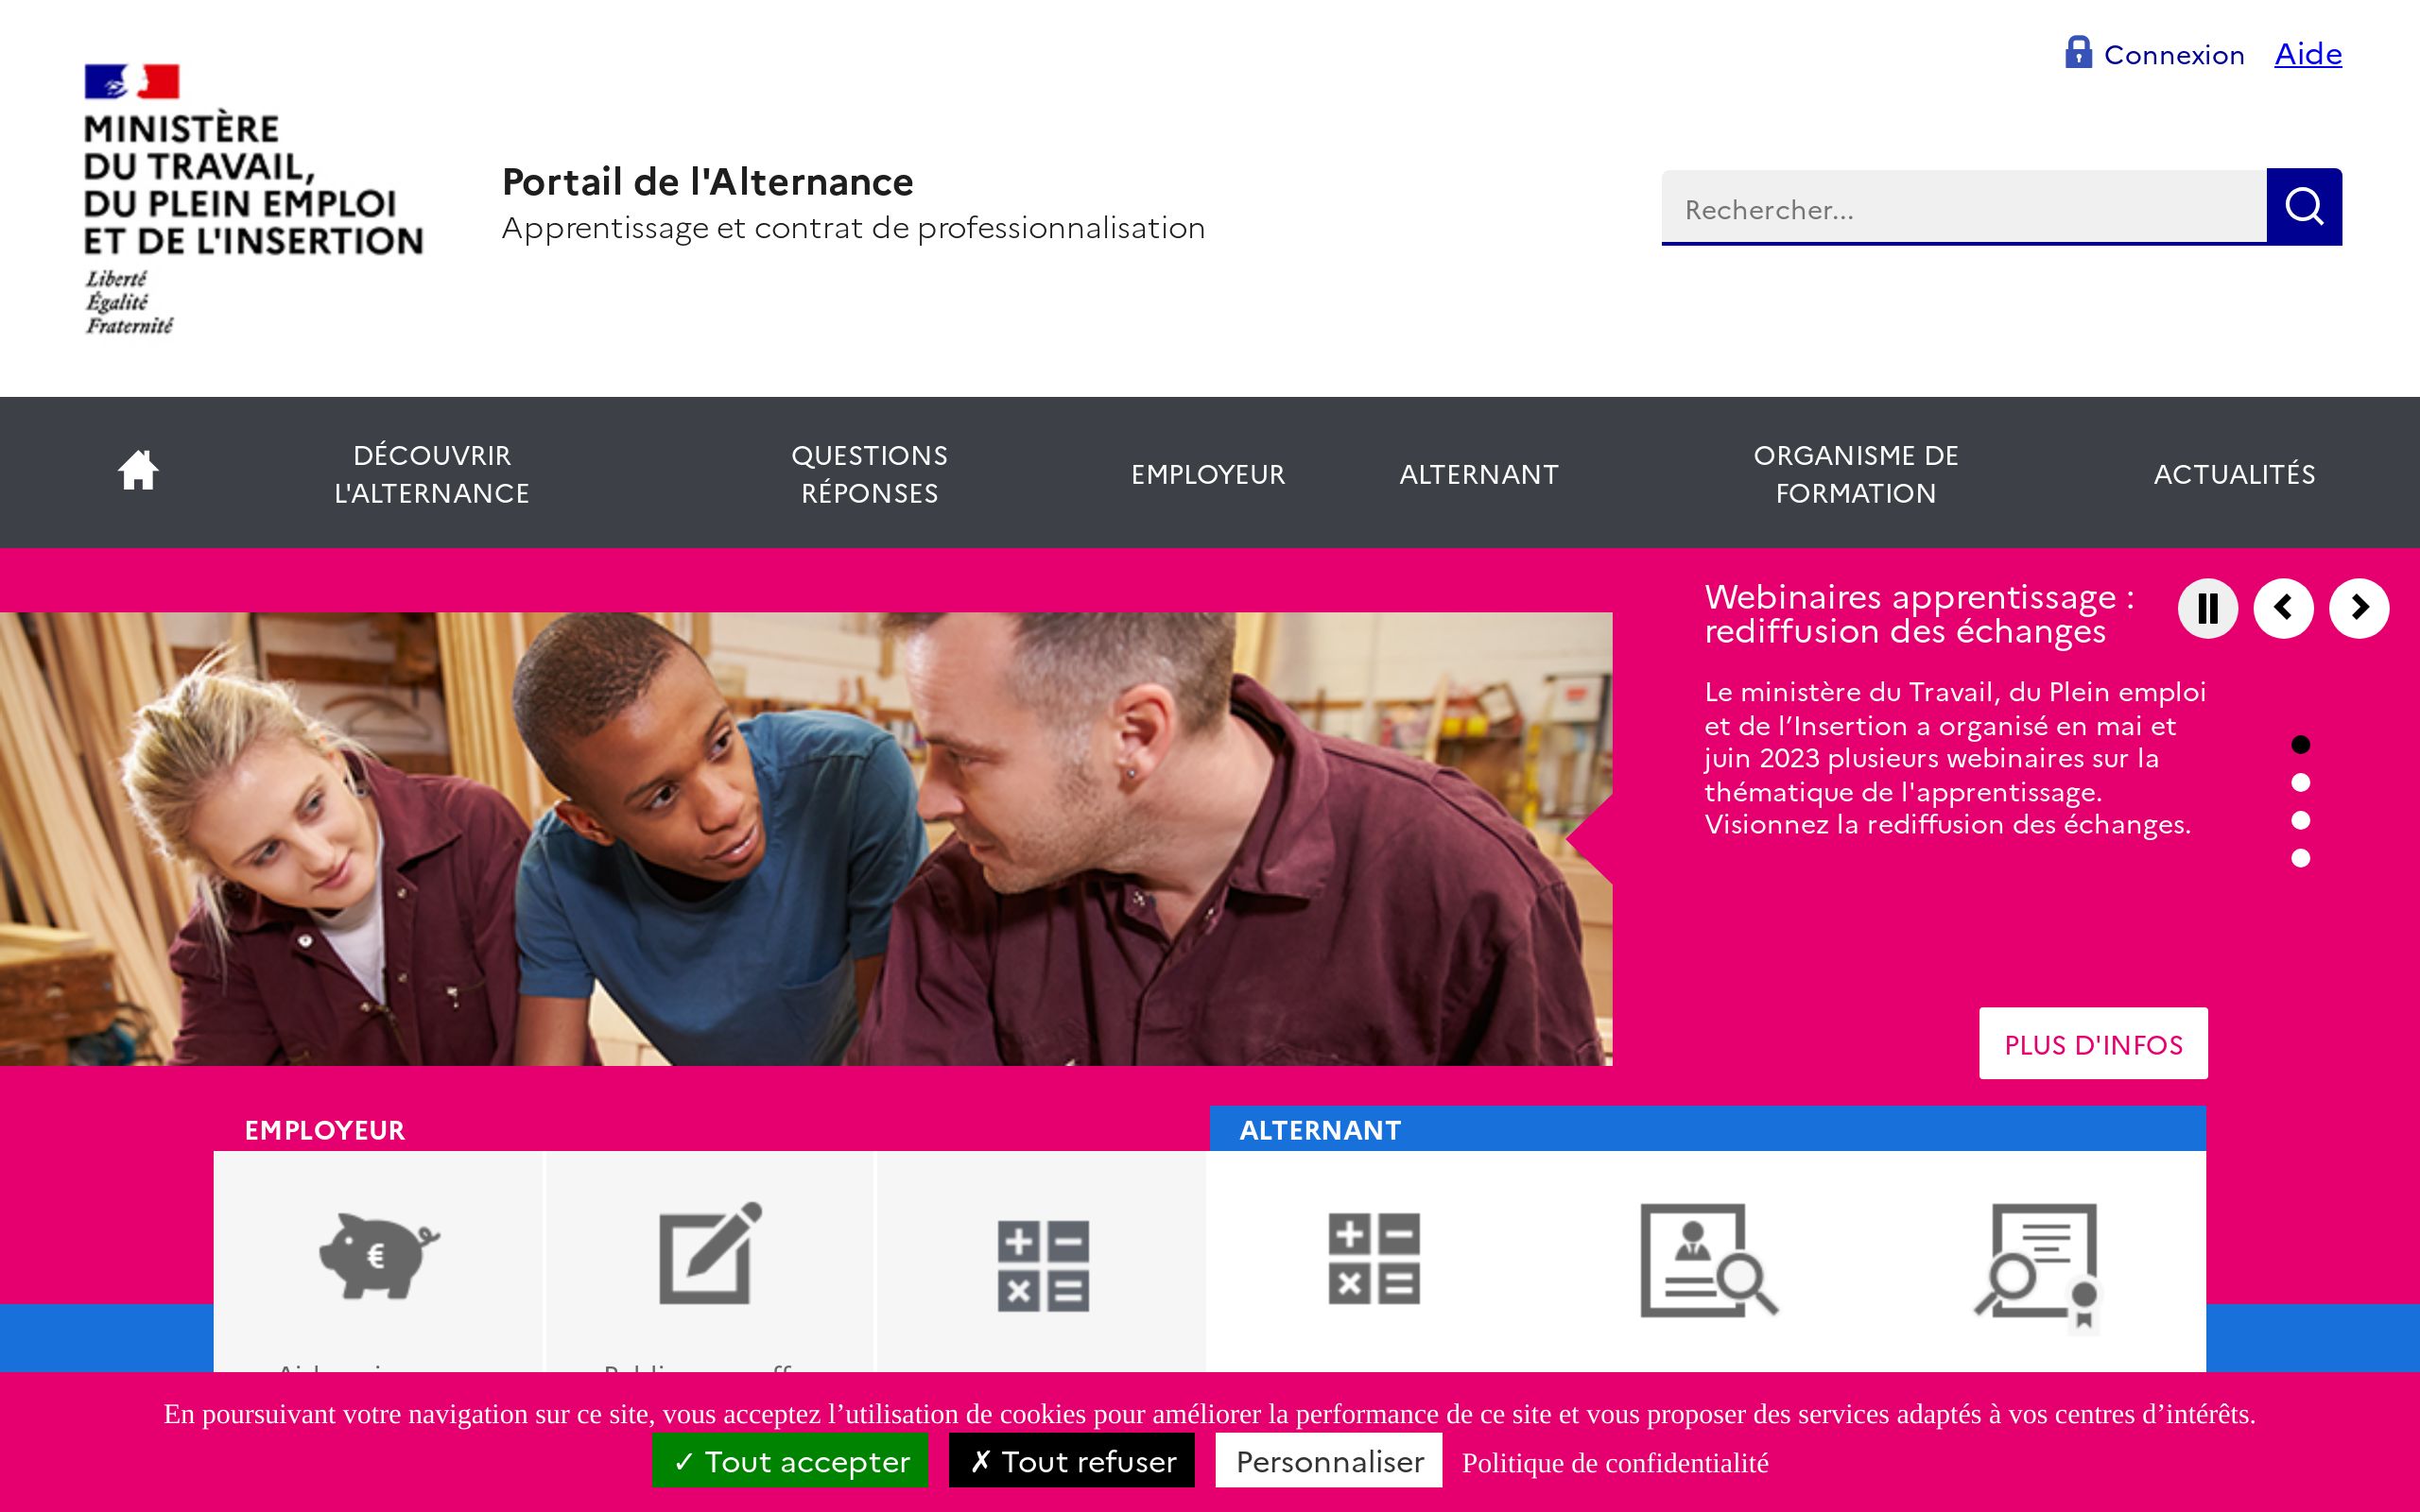 Connexion
Aide
MINISTÈRE
DU TRAVAIL,
DU PLEIN EMPLOI
ET DE L'INSERTION
Liberté
Égalité
Fraternité
Portail de l'Alternance
Apprentissage et contrat de professionnalisation
Rechercher...
DÉCOUVRIR
L'ALTERNANCE
QUESTIONS
RÉPONSES
EMPLOYEUR
ALTERNANT
ORGANISME DE
FORMATION
ACTUALITÉS
Webinaires apprentissage :
rediffusion des échanges
Le ministère du Travail, du Plein emploi
et de l’Insertion a organisé en mai et
juin 2023 plusieurs webinaires sur la
thématique de l'apprentissage.
Visionnez la rediffusion des échanges.
PLUS D'INFOS
EMPLOYEUR
ALTERNANT
En poursuivant votre navigation sur ce site, vous acceptez l’utilisation de cookies pour améliorer la performance de ce site et vous proposer des services adaptés à vos centres d’intérêts.
✓ Tout accepter
✗ Tout refuser
Personnaliser
Politique de confidentialité